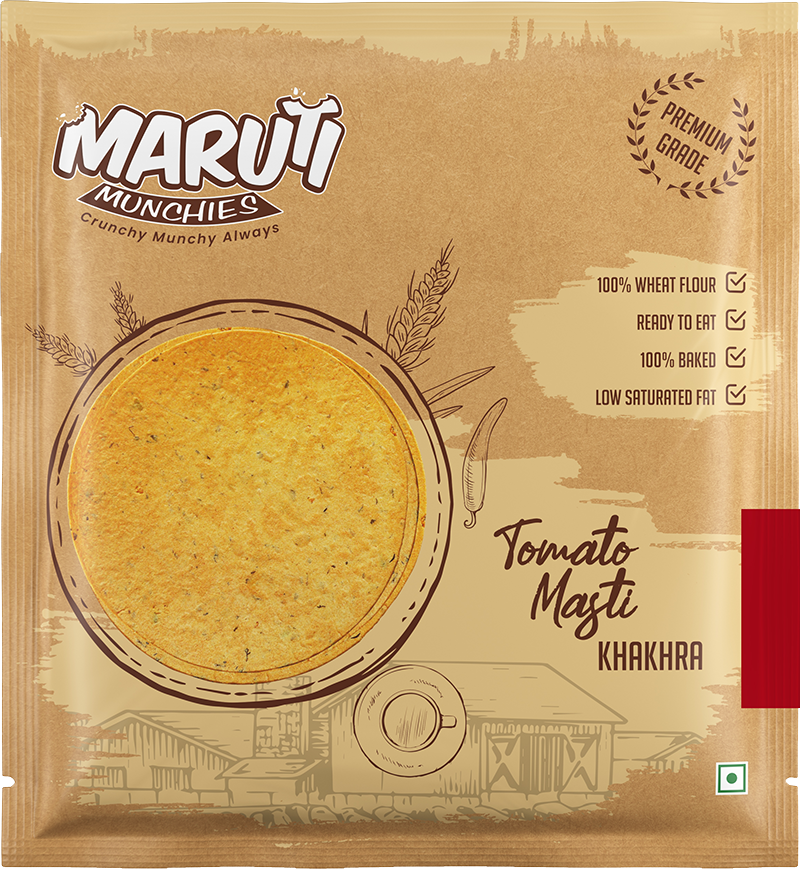 MARUTI
MUNCHIES
Crunchy Munchy Always
PREMIUM
GRADE
100% WHEAT FLOUR
READY TO EAT
100% BAKED
LOW SATURATED FAT
Tomato
Masti
KHAKHRA